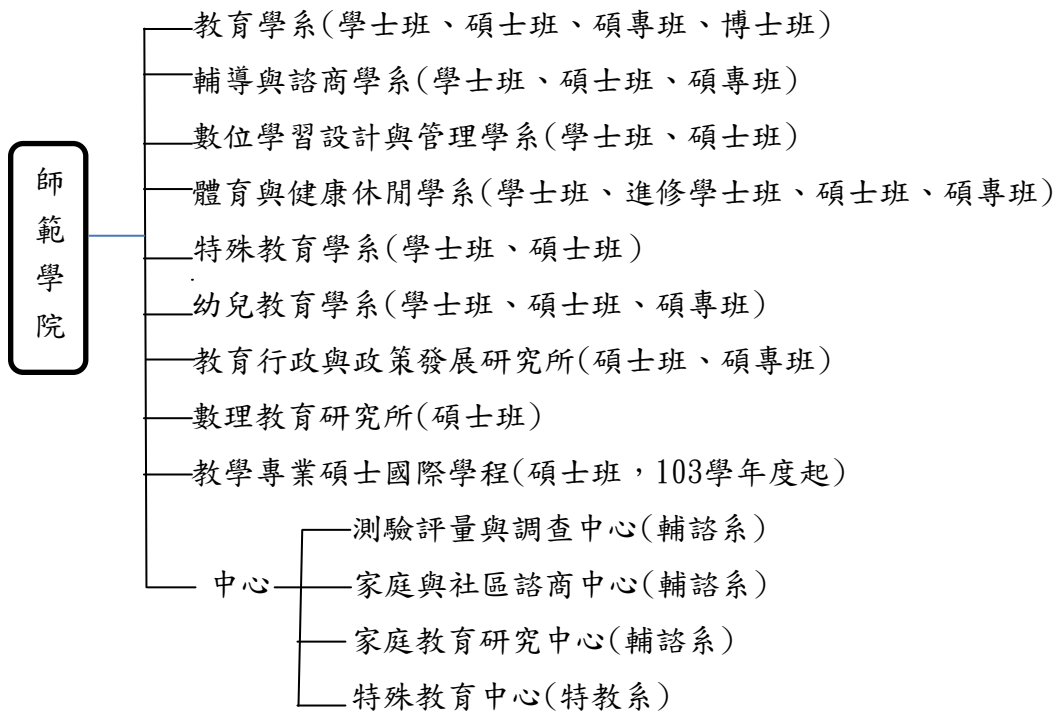 教育學系(學士班、碩士班、碩專班、博士班)
輔導與諮商學系(學士班、碩士班、碩專班)
數位學習設計與管理學系(學士班、碩士班)
師範學院
體育與健康休閒學系(學士班、進修學士班、碩士班、碩專班)
特殊教育學系(學士班、碩士班)
幼兒教育學系(學士班、碩士班、碩專班)
教育行政與政策發展研究所(碩士班、碩專班)
數理教育研究所(碩士班)
教學專業碩士國際學程(碩士班，103學年度起)
測驗評量與調查中心(輔諮系)
中心
家庭與社區諮商中心(輔諮系)
家庭教育研究中心(輔諮系)
特殊教育中心(特教系)